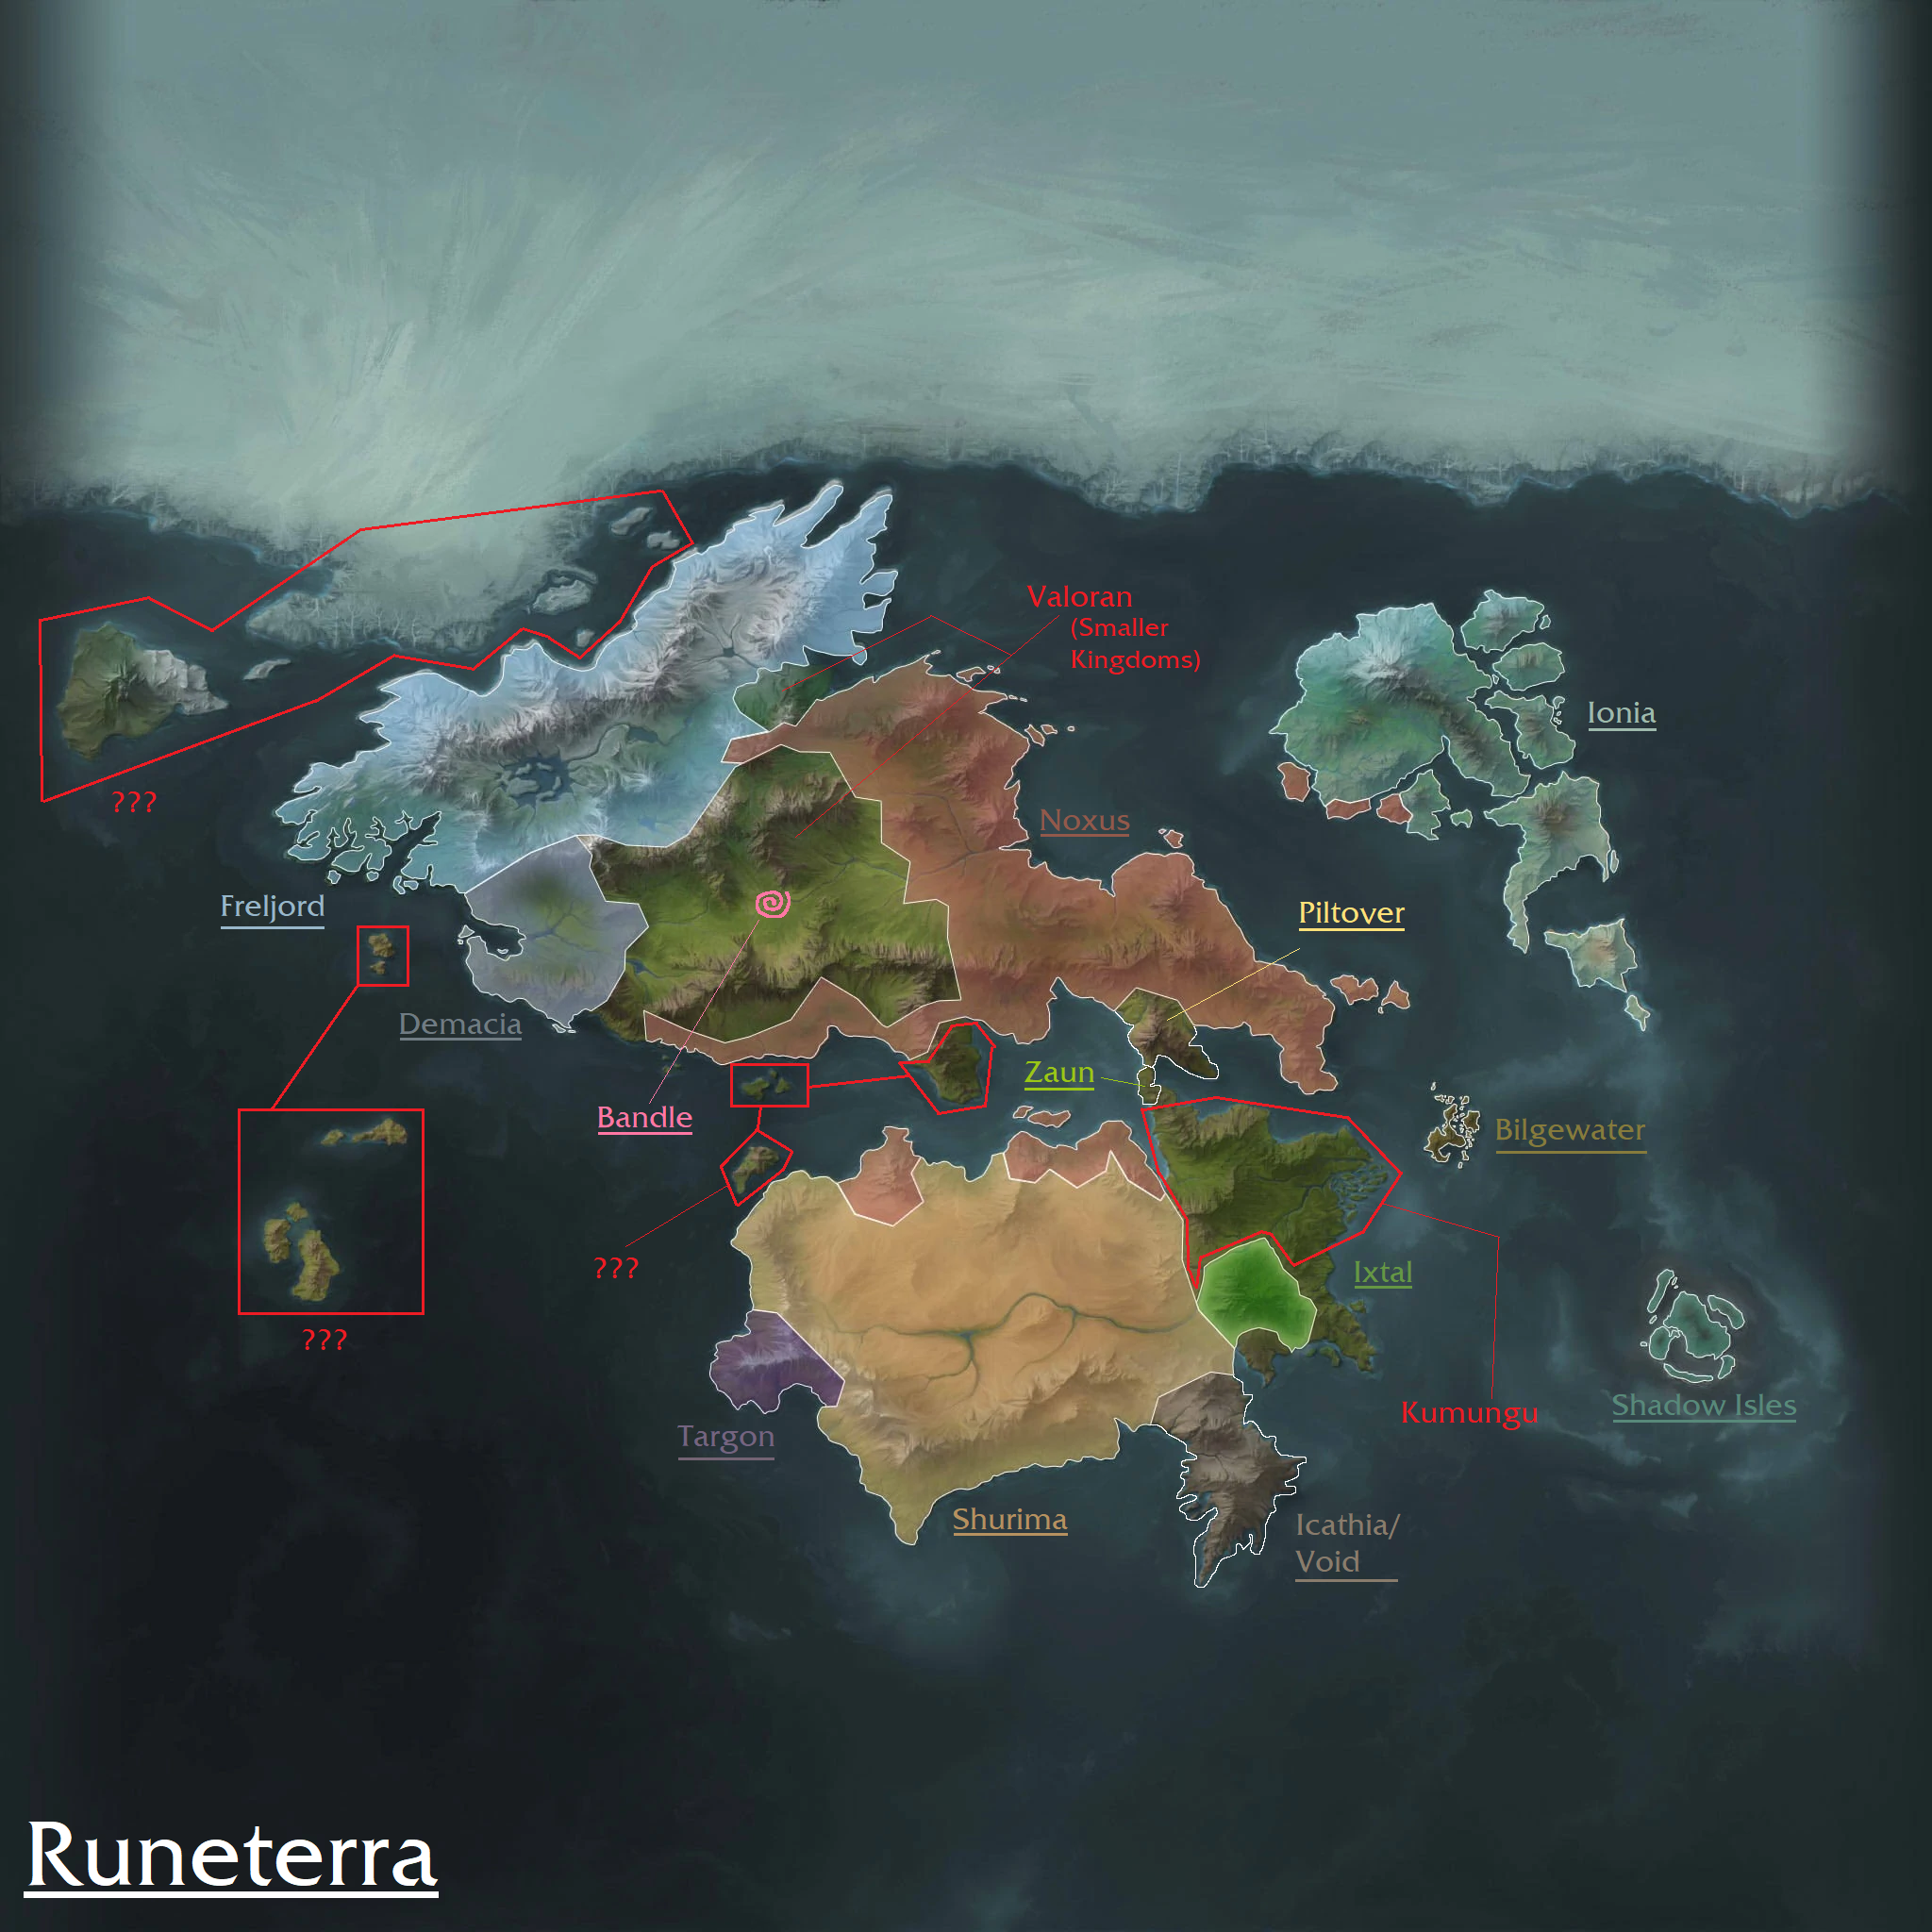 Valoran
(Smaller
Kingdoms)
Ionia
???
Noxus
Freljord
Piltover
Demacia
Zaun
Bandle
Bilgewater
???
Ixtal
???
Kumungu
Shadow Isles
Targon
Shurima
Icathia/
Void
Runeterra